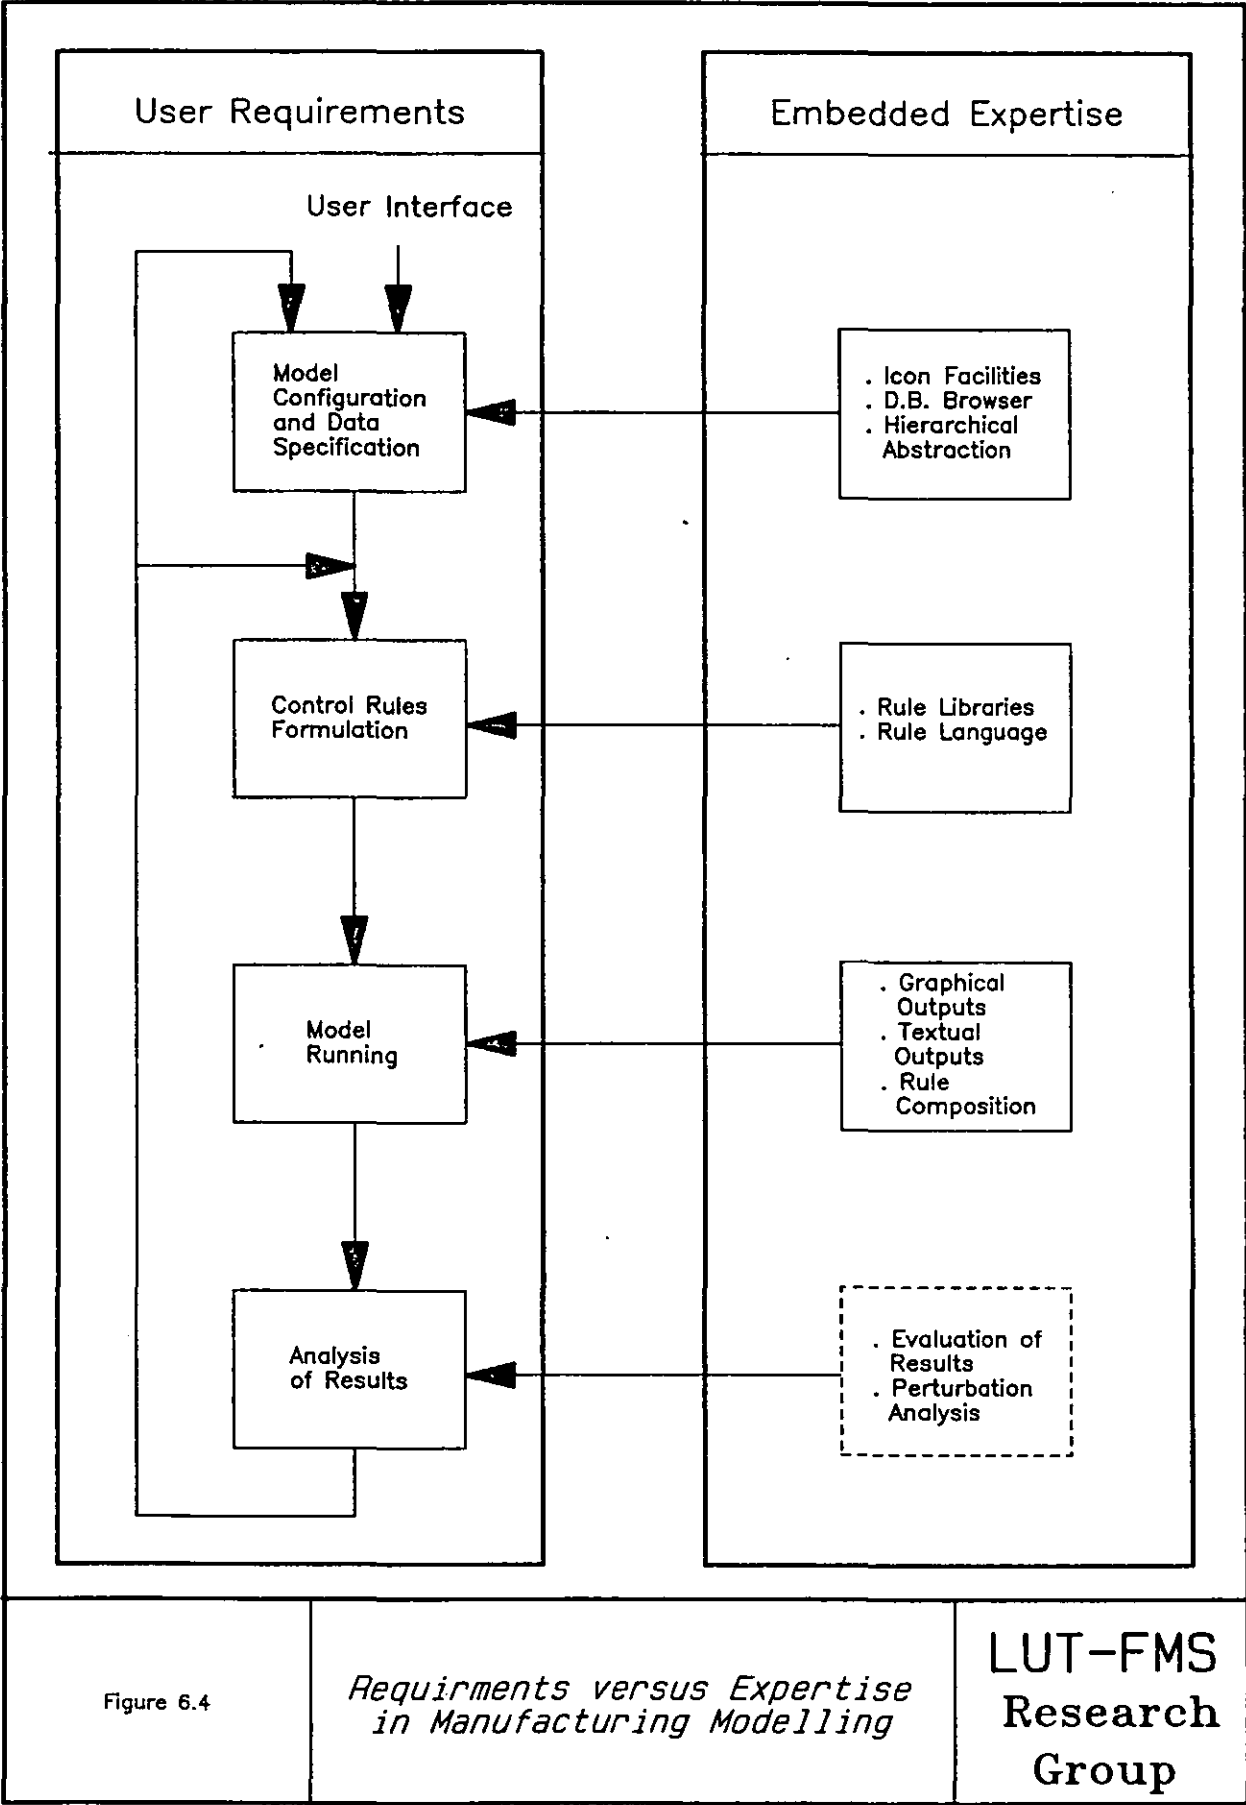 User Requirements
Embedded Expertise
User Interface
Model
Configuration
and Data
Specification
. Icon Facilities
. D.B. Browser
. Hierarchical
Abstraction
Control Rules
Formulation
. Rule Libraries
. Rule Language
Model
Running
. Graphical
Outputs
. Textual
Outputs
. Rule
Composition
Analysis
of Results
. Evaluation of
Results
. Perturbation
Analysis
Figure 6.4
Requirments versus Expertise
in Manufacturing Modelling
LUT-FMS
Research
Group